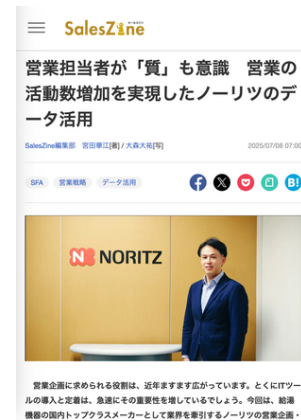 SalesZine
営業担当者が「質」も意識　営業の
活動数増加を実現したノーリツのデ
ータ活用
SalesZine編集部　宮田華江[著] / 大森大祐[写]
2025/07/08 07:00
SFA　営業戦略　データ活用
B!
NORITZ
営業企画に求められる役割は、近年ますます広がっています。とくにITツー
ルの導入と定着は、急速にその重要性を増しているでしょう。今回は、給湯
機器の国内トップクラスメーカーとして業界を牽引するノーリツの営業企画・